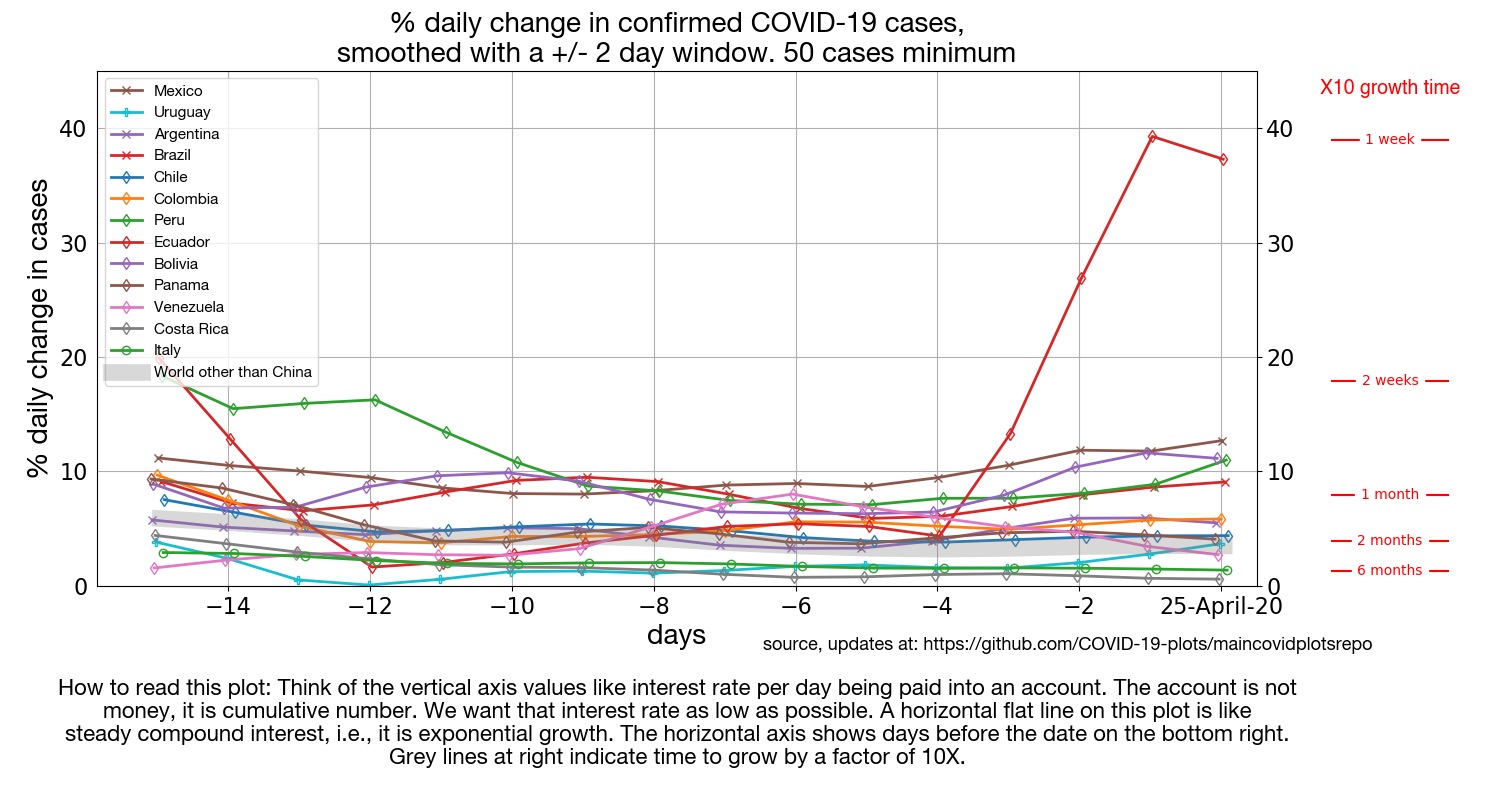 % daily change in confirmed COVID-19 cases,
smoothed with a +/- 2 day window. 50 cases minimum
X10 growth time
Mexico
Uruguay
Argentina
Brazil
Chile
Colombia
Peru
Ecuador
Bolivia
Panama
Venezuela
Costa Rica
Italy
World other than China
% daily change in cases
40
30
20
10
0
40
30
20
10
0
1 week
2 weeks
1 month
2 months
6 months
−14
−12
−10
−8
−6
−4
−2
25-April-20
days
source, updates at: https://github.com/COVID-19-plots/maincovidplotsrepo
How to read this plot: Think of the vertical axis values like interest rate per day being paid into an account. The account is not
money, it is cumulative number. We want that interest rate as low as possible. A horizontal flat line on this plot is like
steady compound interest, i.e., it is exponential growth. The horizontal axis shows days before the date on the bottom right.
Grey lines at right indicate time to grow by a factor of 10X.